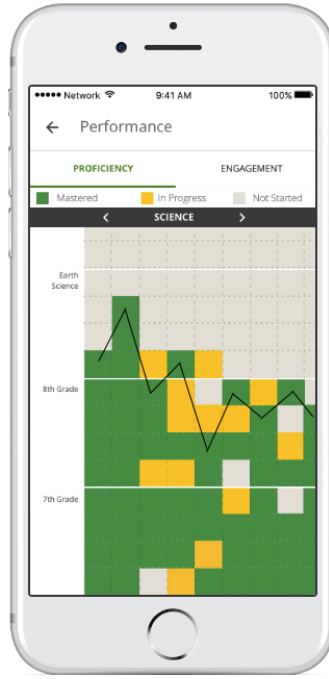 Network 9:41 AM 100%
← Performance
PROFICIENCY ENGAGEMENT
Mastered In Progress Not Started
< SCIENCE >
Earth
Science
8th Grade
7th Grade